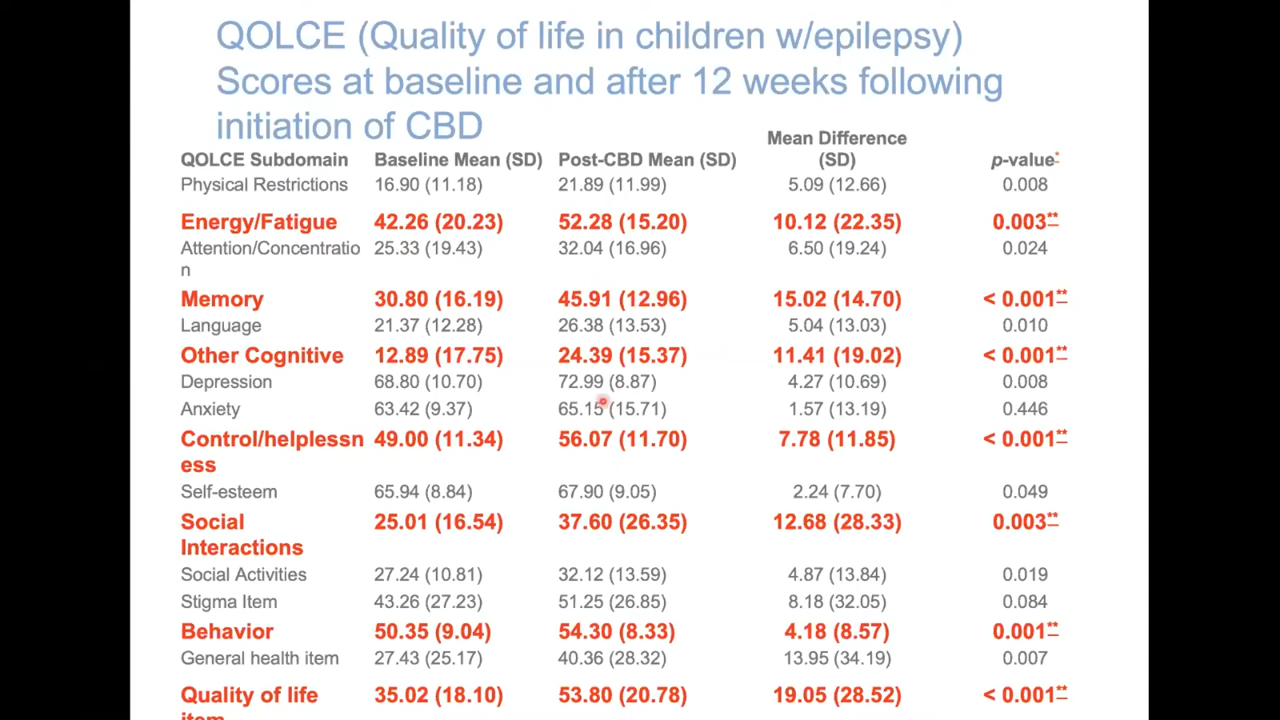 QOLCE (Quality of life in children w/epilepsy)
Scores at baseline and after 12 weeks following
initiation of CBD
QOLCE Subdomain Baseline Mean (SD) Post-CBD Mean (SD) Mean Difference (SD) p-value*
Physical Restrictions 16.90 (11.18) 21.89 (11.99) 5.09 (12.66) 0.008
Energy/Fatigue 42.26 (20.23) 52.28 (15.20) 10.12 (22.35) 0.003**
Attention/Concentratio 25.33 (19.43) 32.04 (16.96) 6.50 (19.24) 0.024
n
Memory 30.80 (16.19) 45.91 (12.96) 15.02 (14.70) < 0.001**
Language 21.37 (12.28) 26.38 (13.53) 5.04 (13.03) 0.010
Other Cognitive 12.89 (17.75) 24.39 (15.37) 11.41 (19.02) < 0.001**
Depression 68.80 (10.70) 72.99 (8.87) 4.27 (10.69) 0.008
Anxiety 63.42 (9.37) 65.15 (15.71) 1.57 (13.19) 0.446
Control/helplessn 49.00 (11.34) 56.07 (11.70) 7.78 (11.85) < 0.001**
ess
Self-esteem 65.94 (8.84) 67.90 (9.05) 2.24 (7.70) 0.049
Social 25.01 (16.54) 37.60 (26.35) 12.68 (28.33) 0.003**
Interactions
Social Activities 27.24 (10.81) 32.12 (13.59) 4.87 (13.84) 0.019
Stigma Item 43.26 (27.23) 51.25 (26.85) 8.18 (32.05) 0.084
Behavior 50.35 (9.04) 54.30 (8.33) 4.18 (8.57) 0.001**
General health item 27.43 (25.17) 40.36 (28.32) 13.95 (34.19) 0.007
Quality of life 35.02 (18.10) 53.80 (20.78) 19.05 (28.52) < 0.001**
item